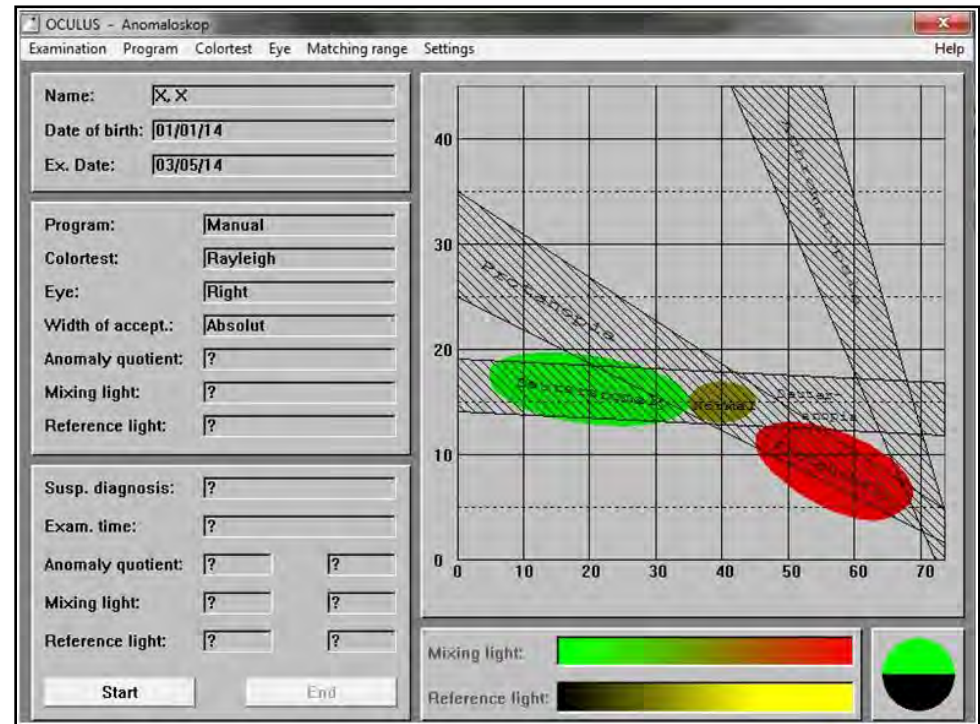 OCULUS - Anomaloskop
Examination Program Colortest Eye Matching range Settings Help
Name: X, X
Date of birth: 01/01/14
Ex. Date: 03/05/14
Program: Manual
Colortest: Rayleigh
Eye: Right
Width of accept.: Absolut
Anomaly quotient: ?
Mixing light: ?
Reference light: ?
Susp. diagnosis: ?
Exam. time: ?
Anomaly quotient: ? ?
Mixing light: ? ?
Reference light: ? ?
Start End
40
30
20
10
0
0 10 20 30 40 50 60 70
Protanopia
Normal
Mixing light:
Reference light: